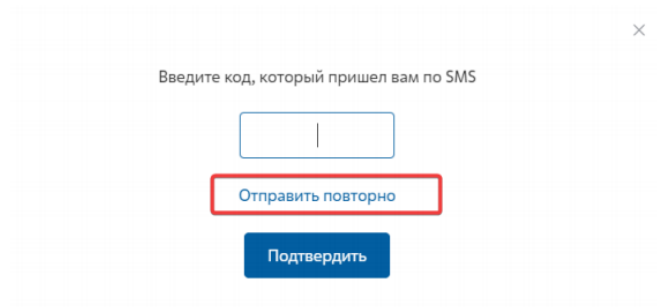 Введите код, который пришел вам по SMS
Отправить повторно
Подтвердить